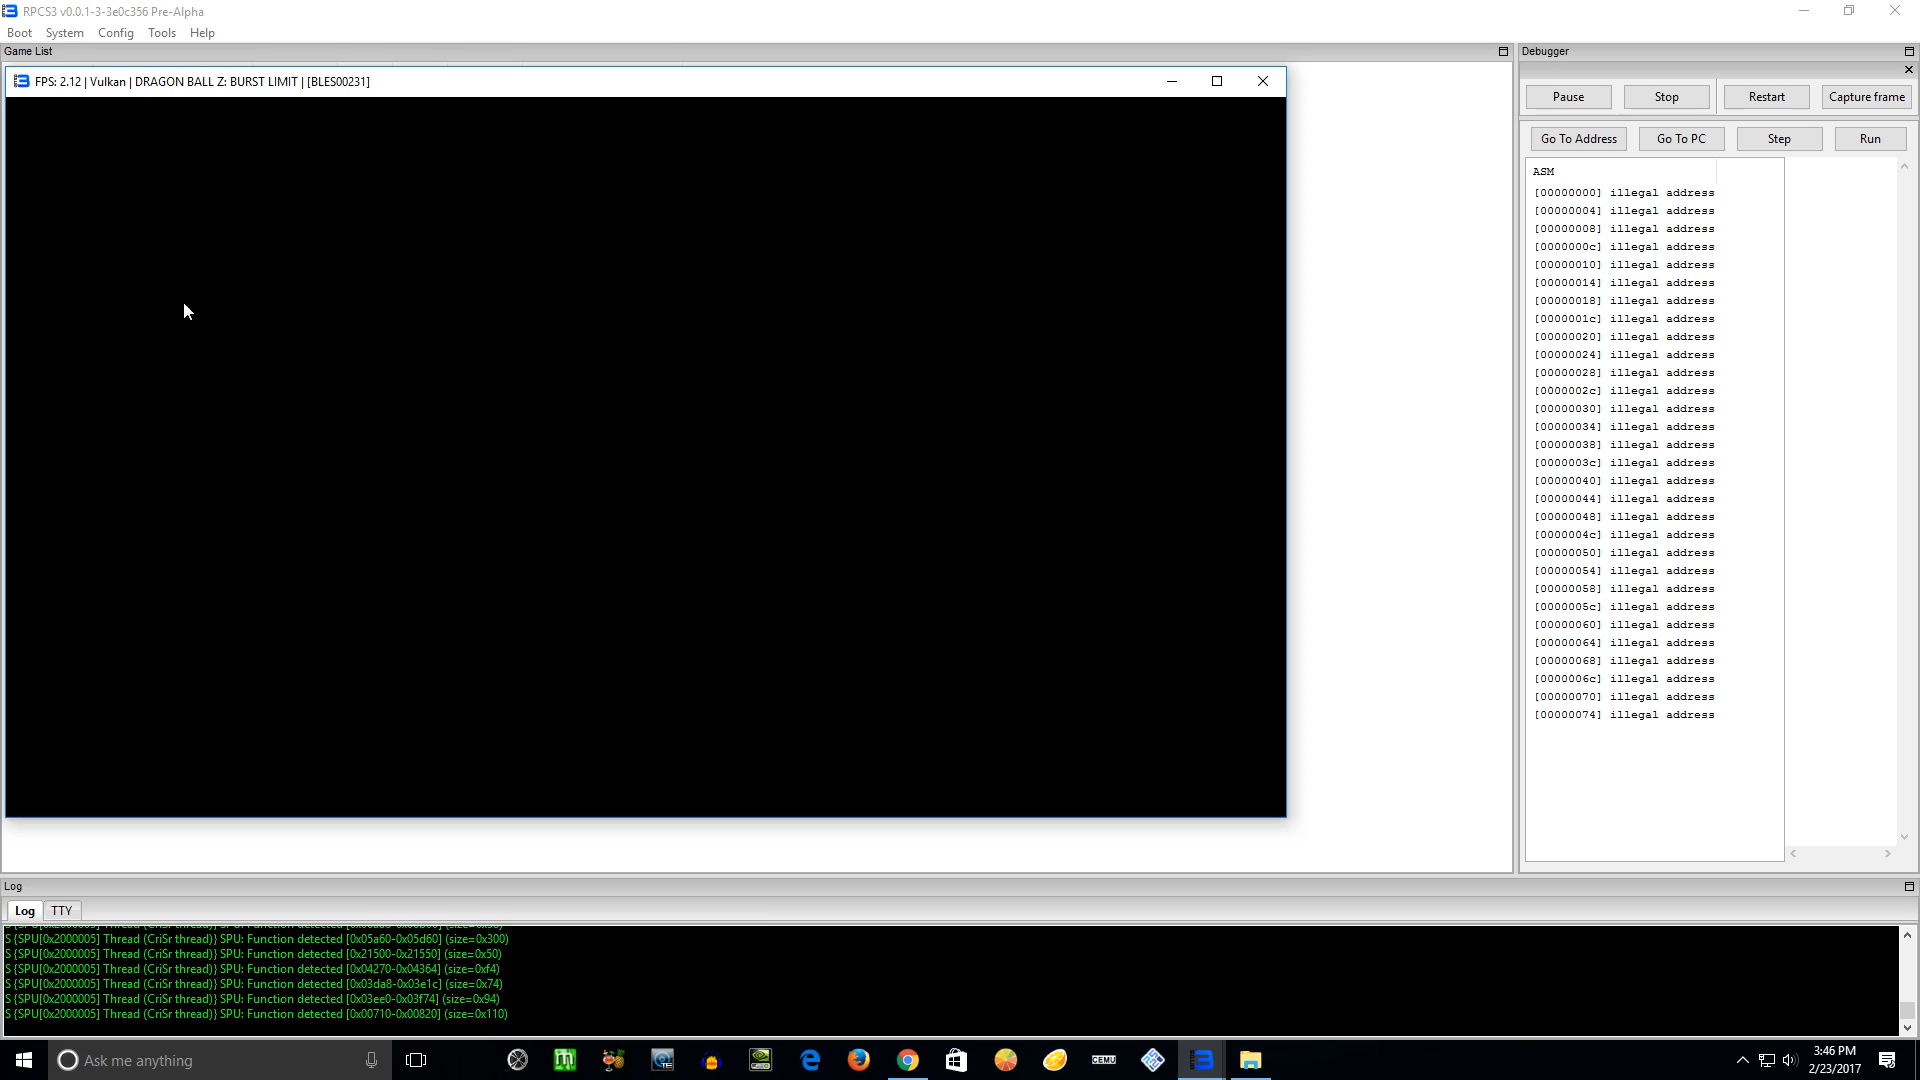 RPCS3 v0.0.1-3-3e0c356 Pre-Alpha
Boot System Config Tools Help
Game List
Debugger
FPS: 2.12 | Vulkan | DRAGON BALL Z: BURST LIMIT | [BLES00231]
Pause Stop Restart Capture frame
Go To Address Go To PC Step Run
ASM
[00000000] illegal address
[00000004] illegal address
[00000008] illegal address
[0000000c] illegal address
[00000010] illegal address
[00000014] illegal address
[00000018] illegal address
[0000001c] illegal address
[00000020] illegal address
[00000024] illegal address
[00000028] illegal address
[0000002c] illegal address
[00000030] illegal address
[00000034] illegal address
[00000038] illegal address
[0000003c] illegal address
[00000040] illegal address
[00000044] illegal address
[00000048] illegal address
[0000004c] illegal address
[00000050] illegal address
[00000054] illegal address
[00000058] illegal address
[0000005c] illegal address
[00000060] illegal address
[00000064] illegal address
[00000068] illegal address
[0000006c] illegal address
[00000070] illegal address
[00000074] illegal address
Log
Log TTY
S {SPU[0x2000005] Thread (CriSr thread)} SPU: Function detected [0x05a60-0x05d60] (size=0x300)
S {SPU[0x2000005] Thread (CriSr thread)} SPU: Function detected [0x21500-0x21550] (size=0x50)
S {SPU[0x2000005] Thread (CriSr thread)} SPU: Function detected [0x04270-0x04364] (size=0xf4)
S {SPU[0x2000005] Thread (CriSr thread)} SPU: Function detected [0x03da8-0x03e1c] (size=0x74)
S {SPU[0x2000005] Thread (CriSr thread)} SPU: Function detected [0x03ee0-0x03f74] (size=0x94)
S {SPU[0x2000005] Thread (CriSr thread)} SPU: Function detected [0x00710-0x00820] (size=0x110)
Ask me anything
CEMU
3:46 PM
2/23/2017